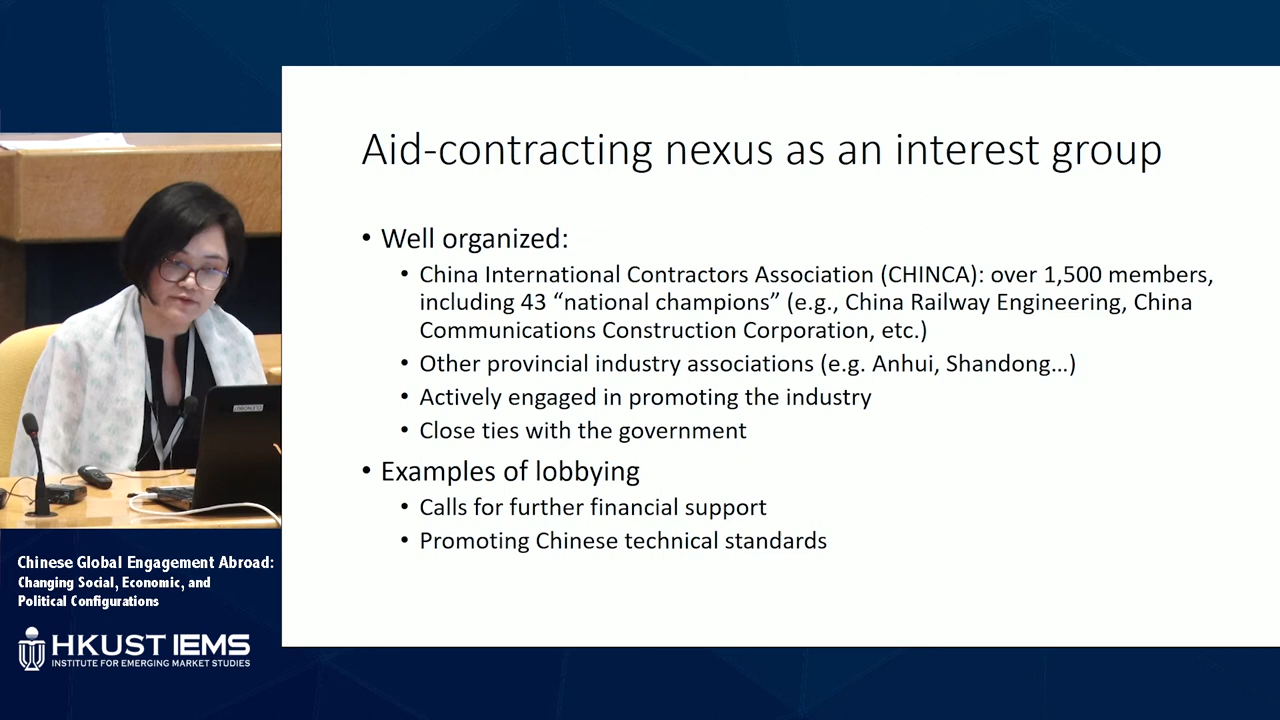 Aid-contracting nexus as an interest group
• Well organized:
• China International Contractors Association (CHINCA): over 1,500 members,
including 43 “national champions” (e.g., China Railway Engineering, China
Communications Construction Corporation, etc.)
• Other provincial industry associations (e.g. Anhui, Shandong…)
• Actively engaged in promoting the industry
• Close ties with the government
• Examples of lobbying
• Calls for further financial support
• Promoting Chinese technical standards
Chinese Global Engagement Abroad:
Changing Social, Economic, and
Political Configurations
HKUST IEMS
INSTITUTE FOR EMERGING MARKET STUDIES